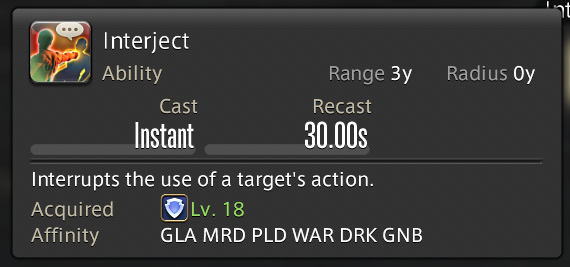 Interject
Ability Range 3y Radius 0y
Cast Recast
Instant 30.00s
Interrupts the use of a target's action.
Acquired Lv. 18
Affinity GLA MRD PLD WAR DRK GNB